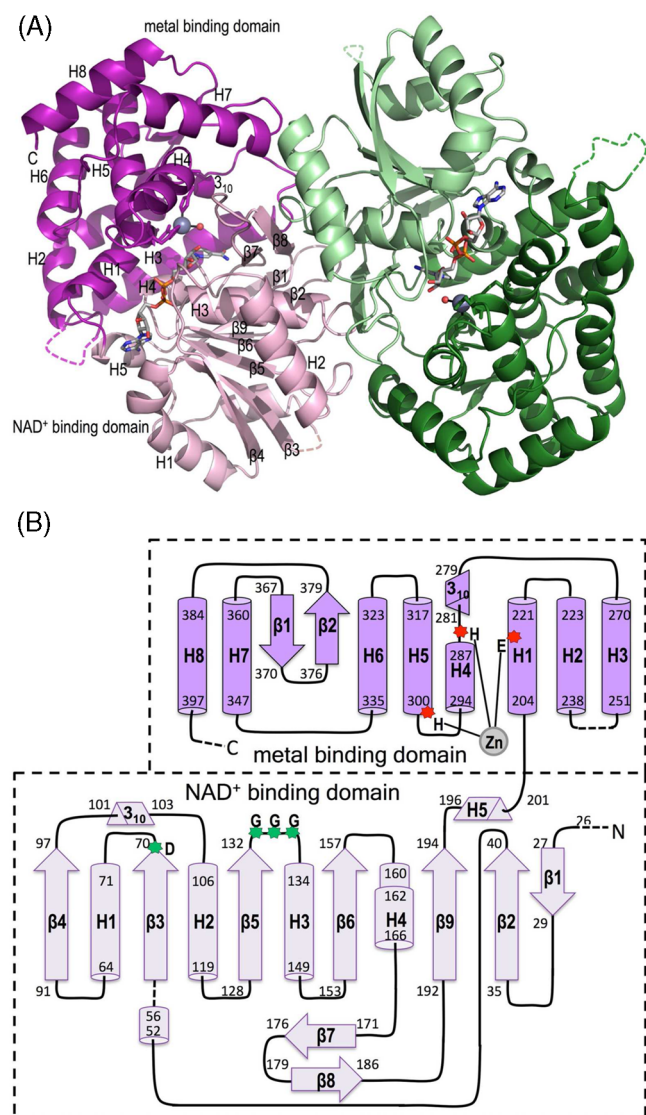 (A)
metal binding domain
H8
H7
C
H6
H5
H4
3₁₀
H2
H3
H1
β8
β7
β1
H4
H3
β2
β9
β6
H5
β5
H2
NAD⁺ binding domain
H1
β4
β3
(B)
279
367 379
3₁₀
384 360 323 317 281 221 223 270
β1 β2 H
E
H8 H7 H6 H5 287 H1 H2 H3
H4
370 376
397 347 335 300 294 204 238 251
H
C Zn
metal binding domain
NAD⁺ binding domain
101 3₁₀ 103 G G G 196 H5 201
26 N
97 70 D 132 157 194 40 27
71 106 134 160 β1
162
β4 H1 β3 H2 β5 H3 β6 H4 β9 β2 29
166
64 119 149
91 128 153 192 35
56
52 176 β7 171
179 β8 186